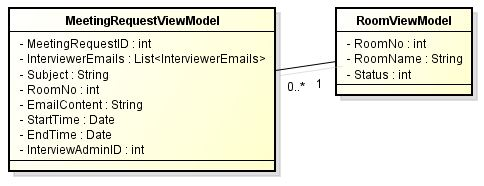 MeetingRequestViewModel
- MeetingRequestID : int
- InterviewerEmails : List<InterviewerEmails>
- Subject : String
- RoomNo : int
- EmailContent : String
- StartTime : Date
- EndTime : Date
- InterviewAdminID : int
RoomViewModel
- RoomNo : int
- RoomName : String
- Status : int
0..* 1